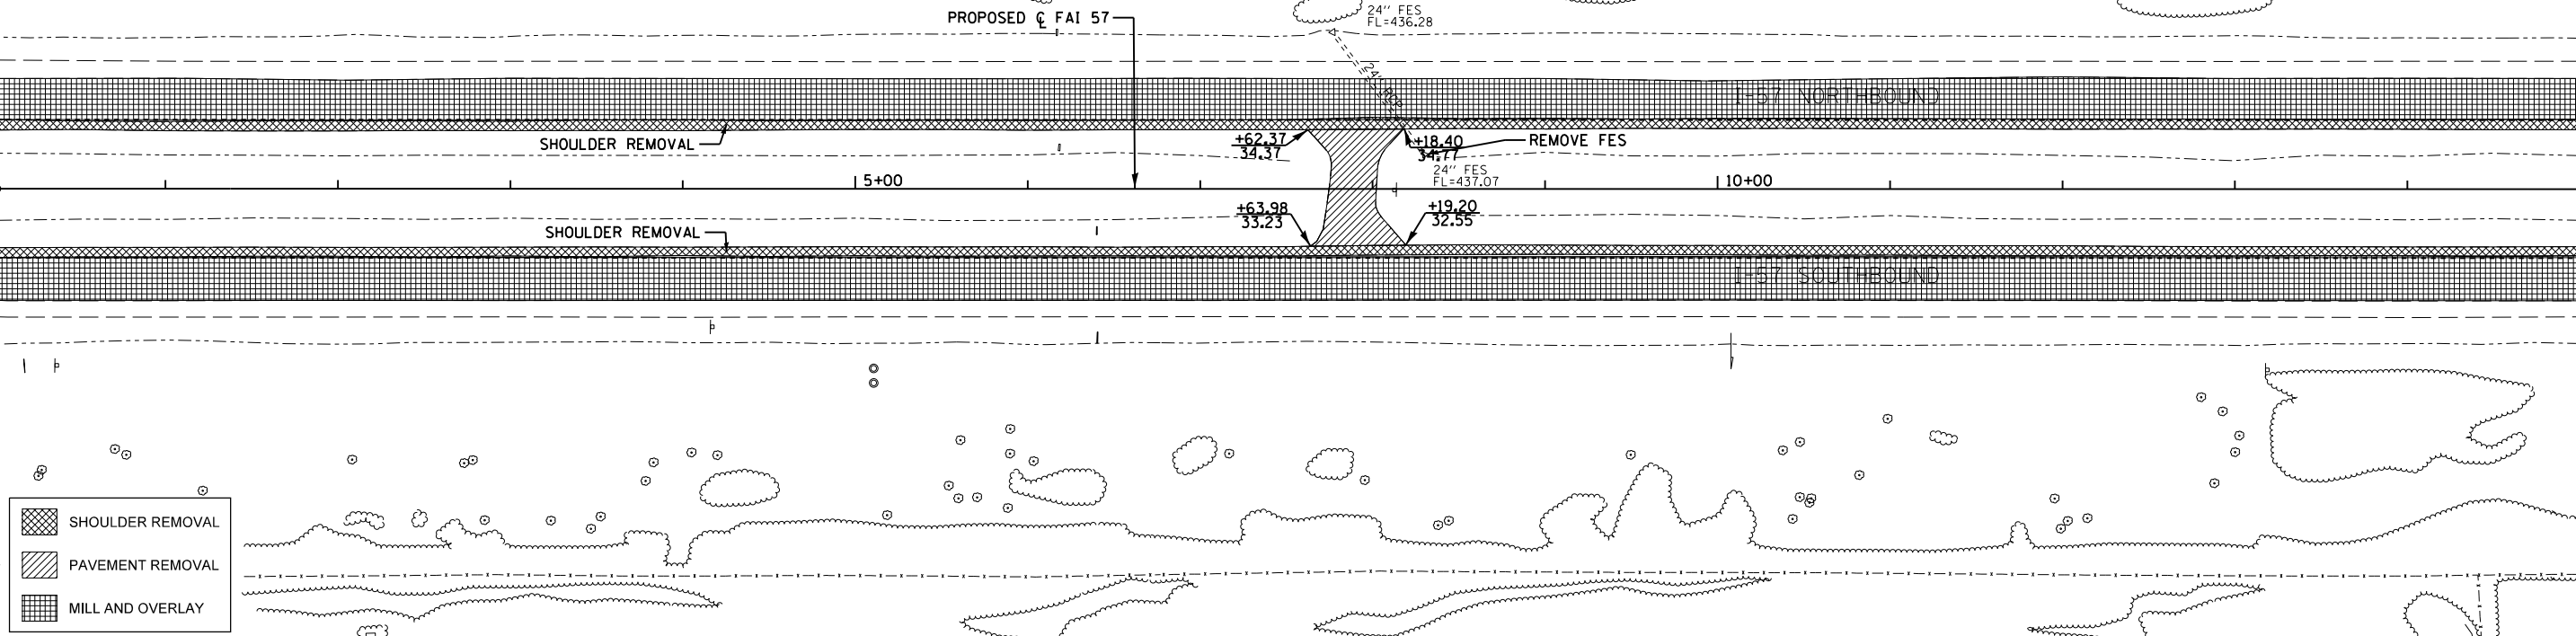 PROPOSED ℄ FAI 57
24" FES
FL=436.28
24" RCP
I-57 NORTHBOUND
SHOULDER REMOVAL
+62.37
34.37
+18.40
34.77
REMOVE FES
24" FES
FL=437.07
5+00
10+00
+63.98
33.23
+19.20
32.55
SHOULDER REMOVAL
I-57 SOUTHBOUND
SHOULDER REMOVAL
PAVEMENT REMOVAL
MILL AND OVERLAY